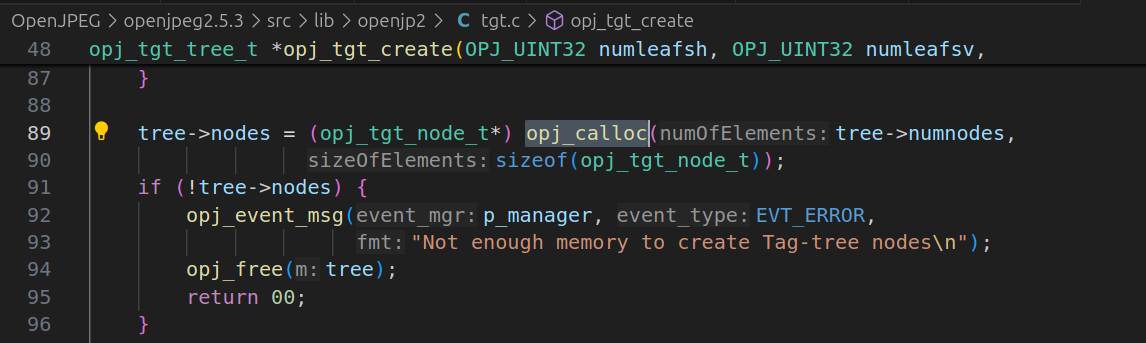 OpenJPEG > openjpeg2.5.3 > src > lib > openjp2 > C tgt.c > opj_tgt_create
48 opj_tgt_tree_t *opj_tgt_create(OPJ_UINT32 numleafsh, OPJ_UINT32 numleafsv,
87 }
88
89 tree->nodes = (opj_tgt_node_t*) opj_calloc(numOfElements: tree->numnodes,
90 sizeOfElements: sizeof(opj_tgt_node_t));
91 if (!tree->nodes) {
92 opj_event_msg(event_mgr: p_manager, event_type: EVT_ERROR,
93 fmt: "Not enough memory to create Tag-tree nodes\n");
94 opj_free(m: tree);
95 return 00;
96 }